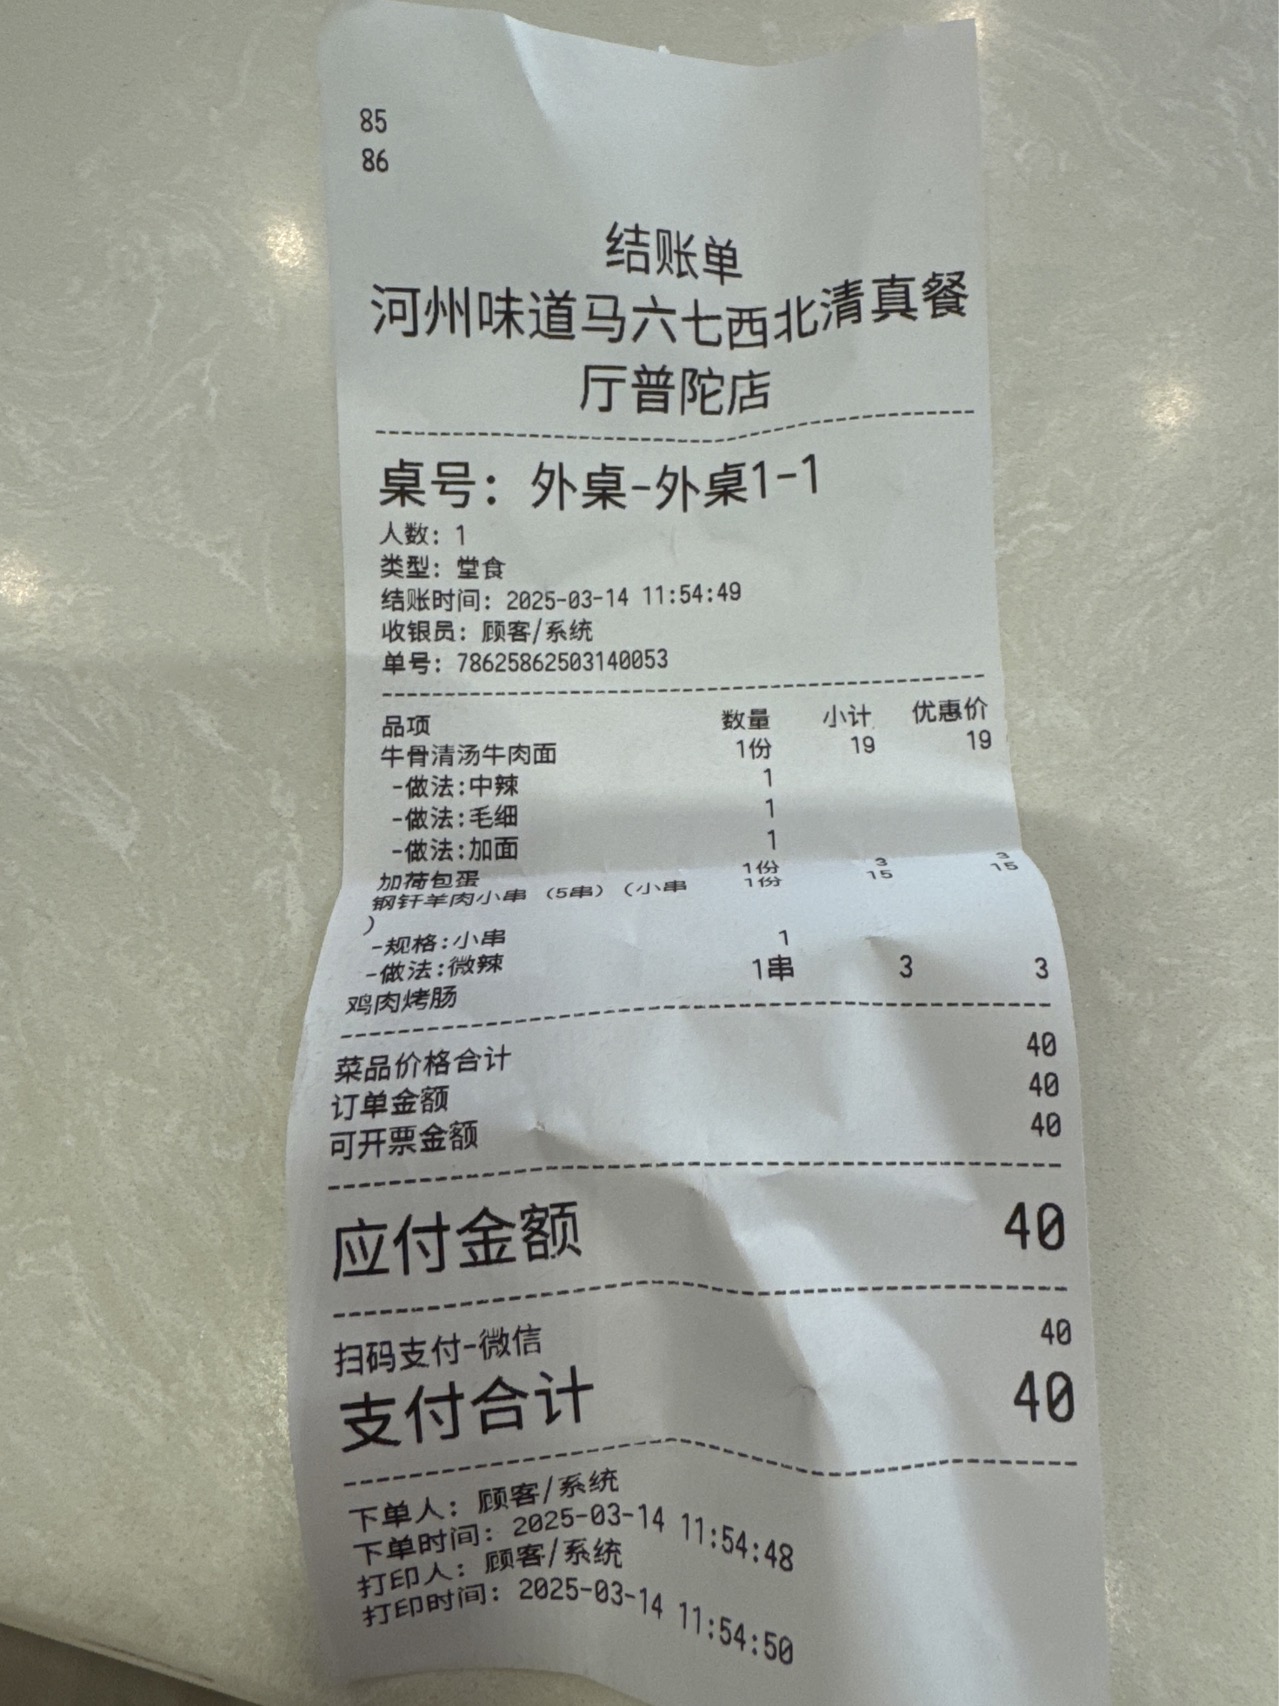 85
86
结账单
河州味道马六七西北清真餐
厅普陀店
桌号：外桌-外桌1-1
人数：1
类型：堂食
结账时间：2025-03-14 11:54:49
收银员：顾客/系统
单号：78625862503140053
品项 数量 小计 优惠价
牛骨清汤牛肉面 1份 19 19
-做法:中辣 1
-做法:毛细 1
-做法:加面 1
加荷包蛋 1份 3 3
钢钎羊肉小串（5串）（小串 1份 15 15
）
-规格:小串 1
-做法:微辣
鸡肉烤肠 1串 3 3
菜品价格合计 40
订单金额 40
可开票金额 40
应付金额 40
扫码支付-微信 40
支付合计 40
下单人：顾客/系统
下单时间：2025-03-14 11:54:48
打印人：顾客/系统
打印时间：2025-03-14 11:54:50